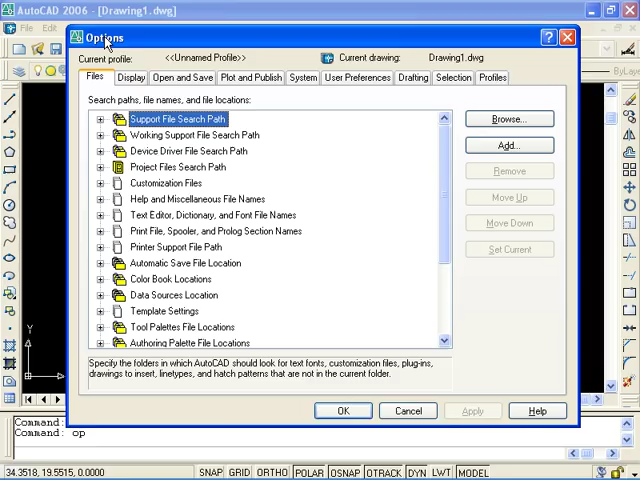 AutoCAD 2006 - [Drawing1.dwg]
File Edit
Options
Current profile: <<Unnamed Profile>> Current drawing: Drawing1.dwg
ByLaye
Files Display Open and Save Plot and Publish System User Preferences Drafting Selection Profiles
Search paths, file names, and file locations:
Support File Search Path
Working Support File Search Path
Device Driver File Search Path
Project Files Search Path
Customization Files
Help and Miscellaneous File Names
Text Editor, Dictionary, and Font File Names
Print File, Spooler, and Prolog Section Names
Printer Support File Path
Automatic Save File Location
Color Book Locations
Data Sources Location
Template Settings
Tool Palettes File Locations
Authoring Palette File Locations
Browse...
Add...
Remove
Move Up
Move Down
Set Current
Specify the folders in which AutoCAD should look for text fonts, customization files, plug-ins,
drawings to insert, linetypes, and hatch patterns that are not in the current folder.
OK Cancel Apply Help
Y
Command:
Command: op
34.3518, 19.5515, 0.0000 SNAP GRID ORTHO POLAR OSNAP OTRACK DYN LWT MODEL